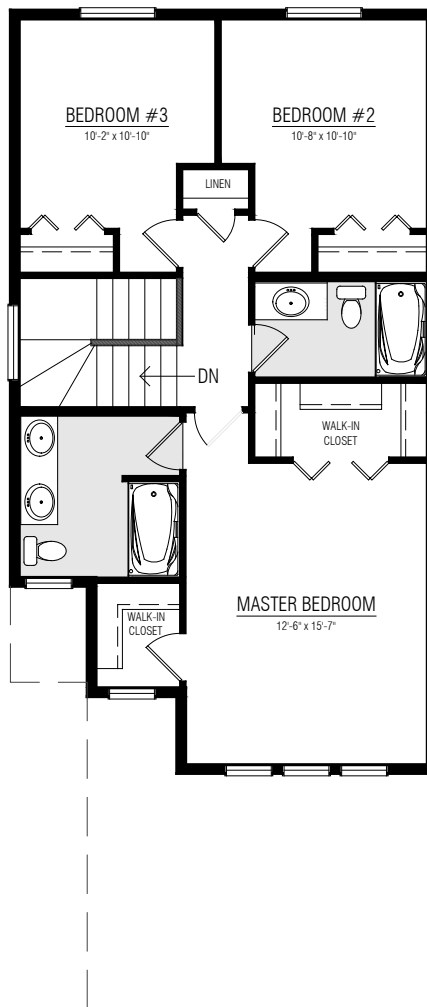 BEDROOM #3
10'-2" x 10'-10"
BEDROOM #2
10'-8" x 10'-10"
LINEN
DN
WALK-IN
CLOSET
MASTER BEDROOM
12'-6" x 15'-7"
WALK-IN
CLOSET